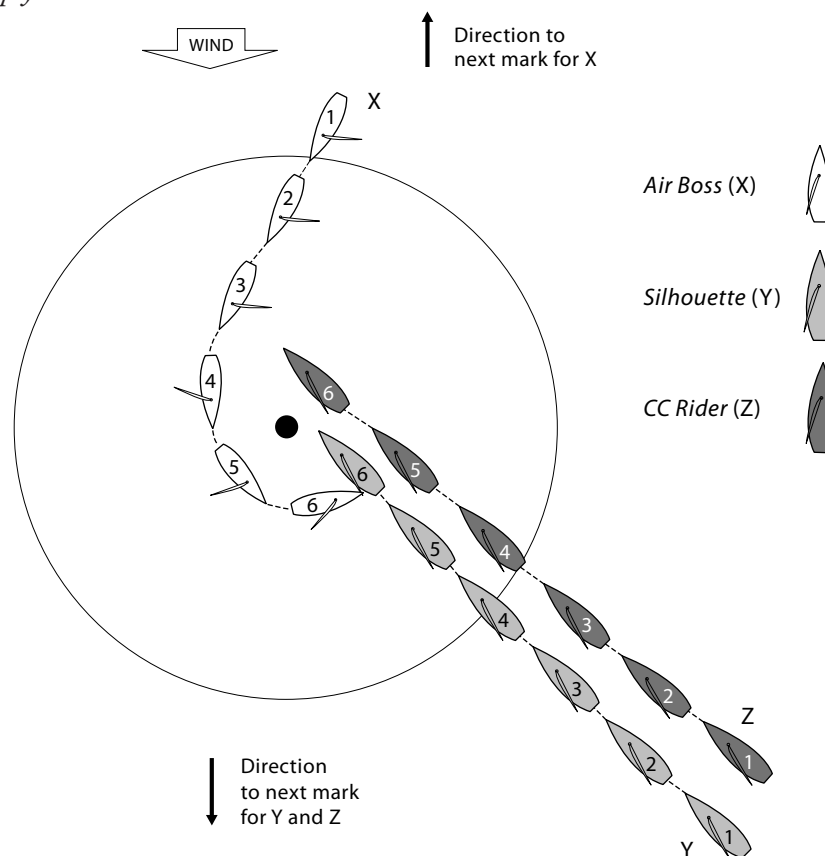 WIND
Direction to
next mark for X
X
1
2
3
4
5
6
Air Boss (X)
Silhouette (Y)
CC Rider (Z)
6
5
4
3
2
1
Z
6
5
4
3
2
1
Y
Direction
to next mark
for Y and Z